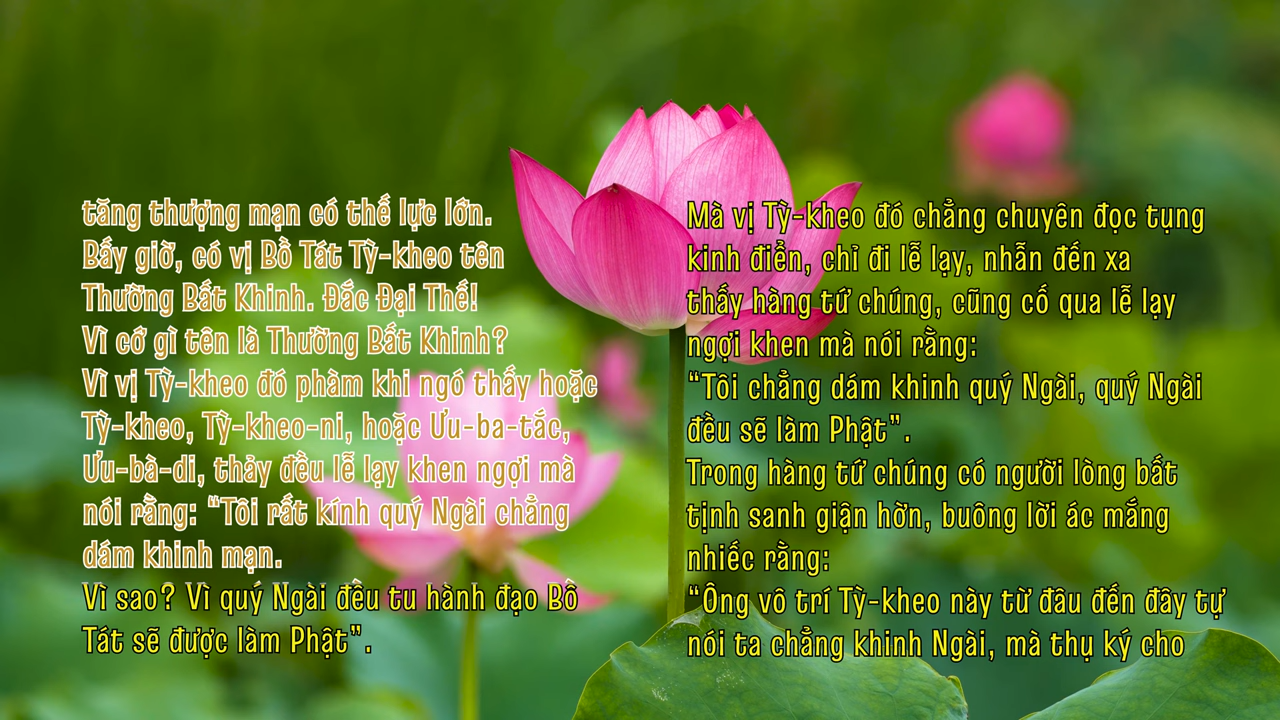 tăng thượng mạn có thế lực lớn.
Bấy giờ, có vị Bồ Tát Tỳ-kheo tên
Thường Bất Khinh. Đắc Đại Thế!
Vì cớ gì tên là Thường Bất Khinh?
Vì vị Tỳ-kheo đó phàm khi ngó thấy hoặc
Tỳ-kheo, Tỳ-kheo-ni, hoặc Ưu-ba-tắc,
Ưu-bà-di, thảy đều lễ lạy khen ngợi mà
nói rằng: “Tôi rất kính quý Ngài chẳng
dám khinh mạn.
Vì sao? Vì quý Ngài đều tu hành đạo Bồ
Tát sẽ được làm Phật”.
Mà vị Tỳ-kheo đó chẳng chuyên đọc tụng
kinh điển, chỉ đi lễ lạy, nhẫn đến xa
thấy hàng tứ chúng, cũng cố qua lễ lạy
ngợi khen mà nói rằng:
“Tôi chẳng dám khinh quý Ngài, quý Ngài
đều sẽ làm Phật”.
Trong hàng tứ chúng có người lòng bất
tịnh sanh giận hờn, buông lời ác mắng
nhiếc rằng:
“Ông vô trí Tỳ-kheo này từ đâu đến đây tự
nói ta chẳng khinh Ngài, mà thụ ký cho